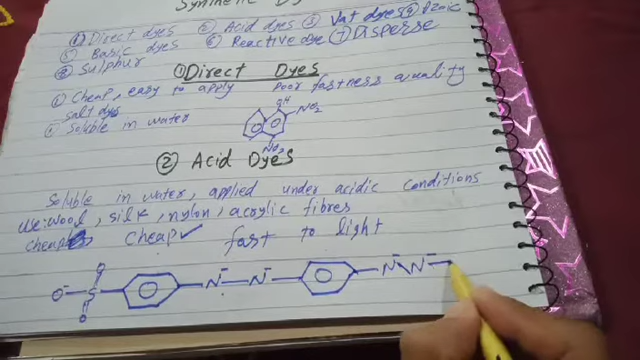 Synthetic Dy
① Direct dyes ② Acid dyes ③ Vat dyes ④ Azoic
⑤ Basic dyes ⑥ Reactive dye ⑦ Disperse
⑧ Sulphur
① Direct Dyes
① Cheap, easy to apply Poor fastness quality
salt dyes
② Soluble in water
OH
NO2
NO2
② Acid Dyes
Soluble in water, applied under acidic conditions
use: wool, silk, nylon, acrylic fibres
cheap Cheap ✓ fast to light
O
O⁻ S N N N N
O